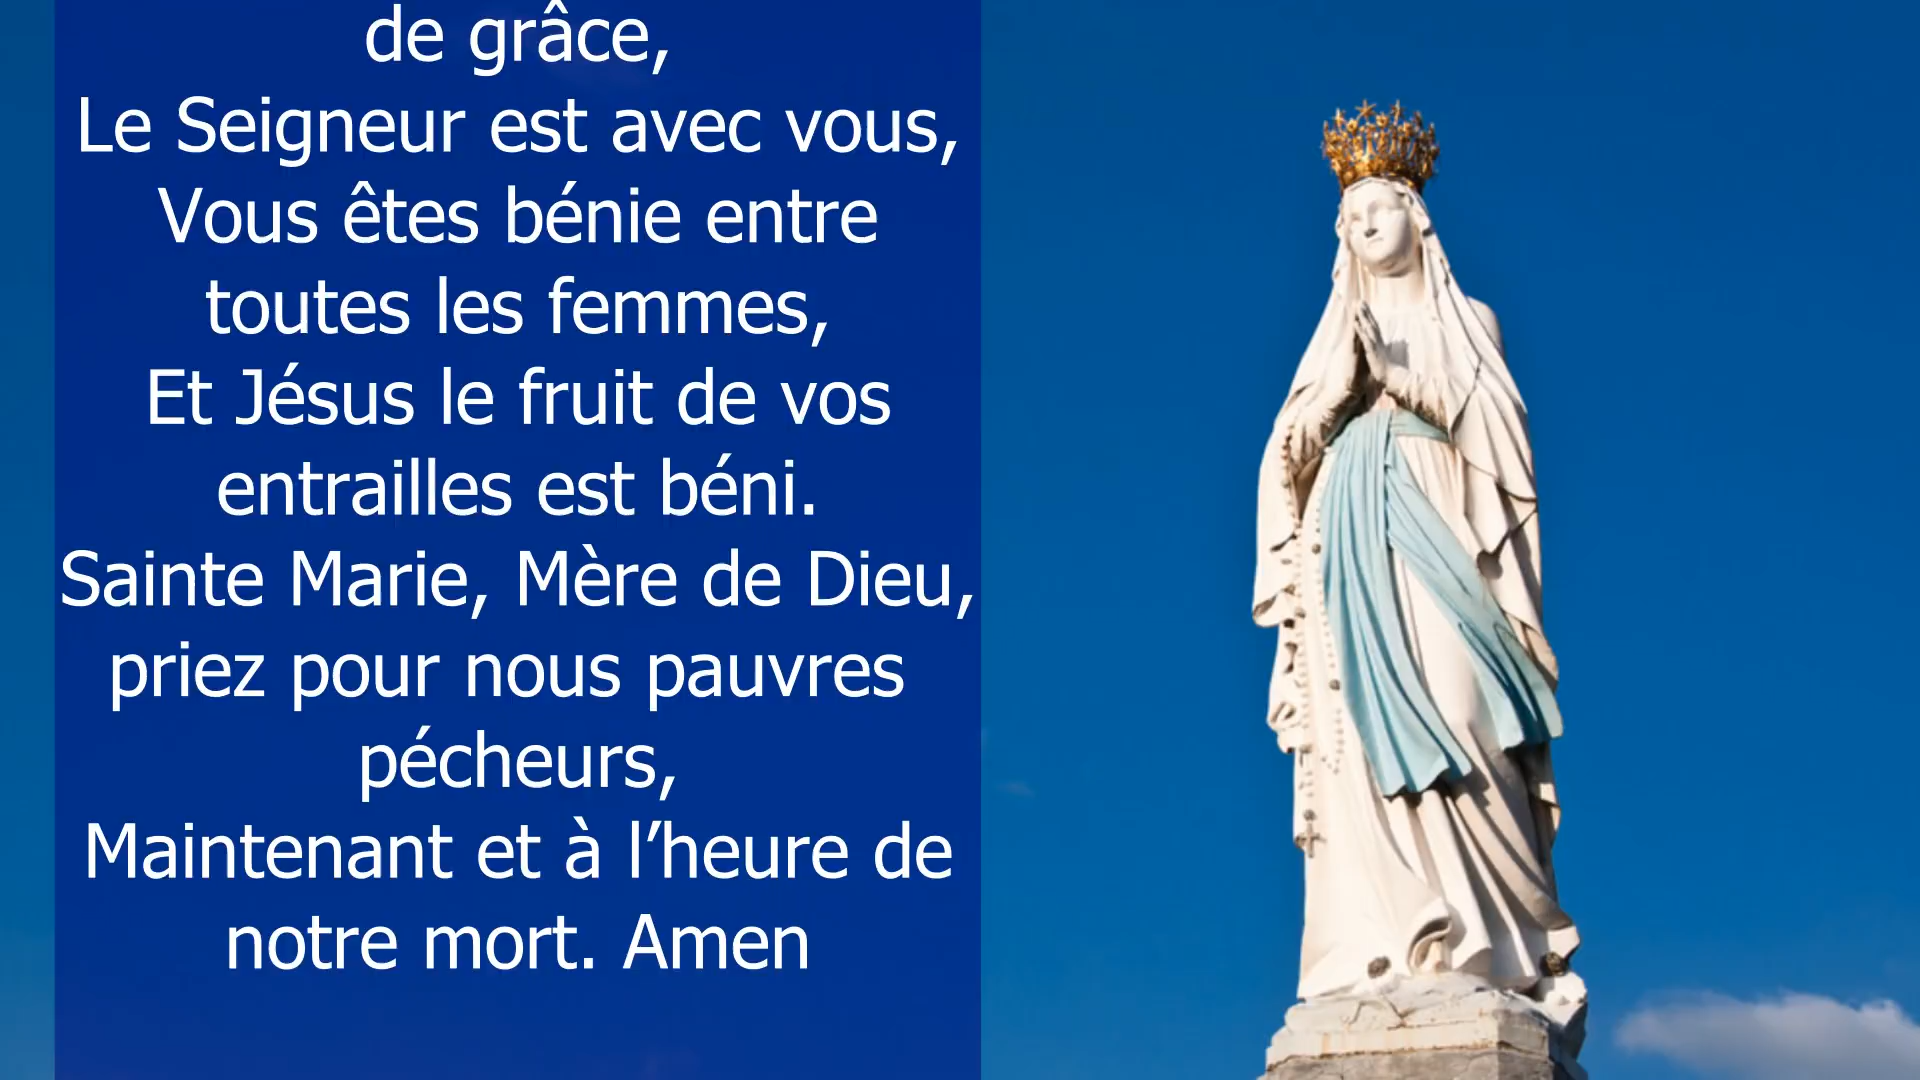 de grâce,
Le Seigneur est avec vous,
Vous êtes bénie entre
toutes les femmes,
Et Jésus le fruit de vos
entrailles est béni.
Sainte Marie, Mère de Dieu,
priez pour nous pauvres
pécheurs,
Maintenant et à l’heure de
notre mort. Amen